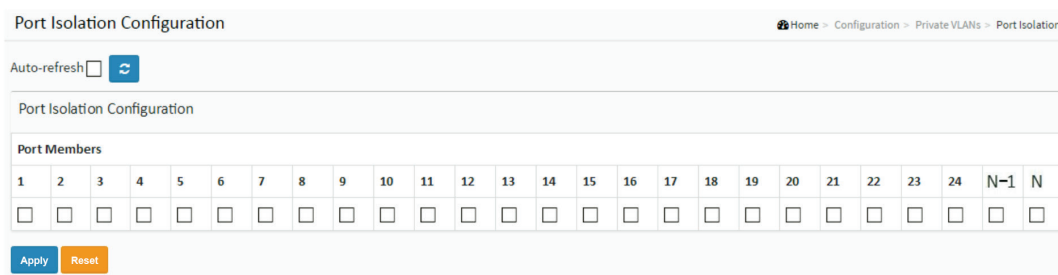 Port Isolation Configuration
Home > Configuration > Private VLANs > Port Isolation
Auto-refresh
Port Isolation Configuration
Port Members
1 2 3 4 5 6 7 8 9 10 11 12 13 14 15 16 17 18 19 20 21 22 23 24 N-1 N
Apply Reset